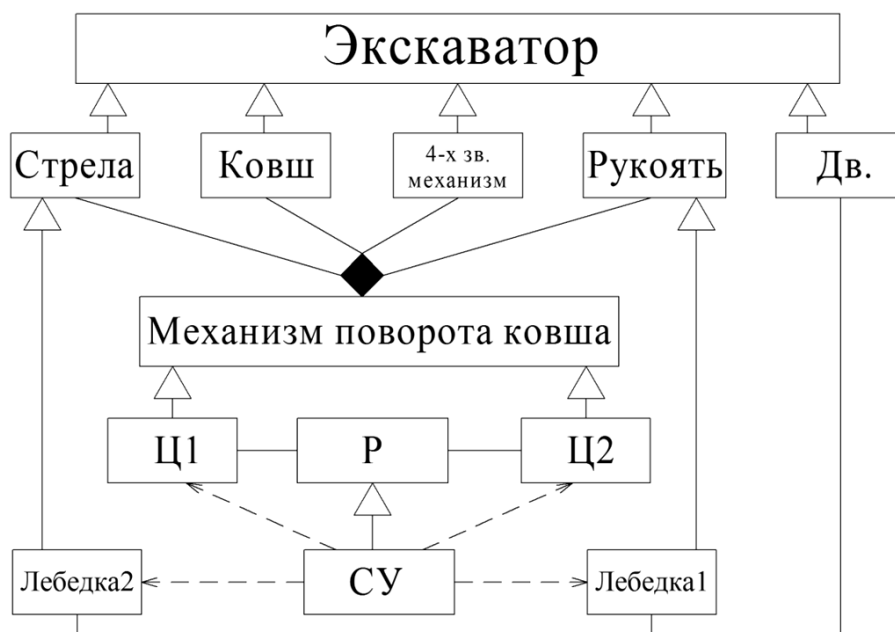 Экскаватор
Стрела
Ковш
4-х зв.
механизм
Рукоять
Дв.
Механизм поворота ковша
Ц1
Р
Ц2
Лебедка2
СУ
Лебедка1